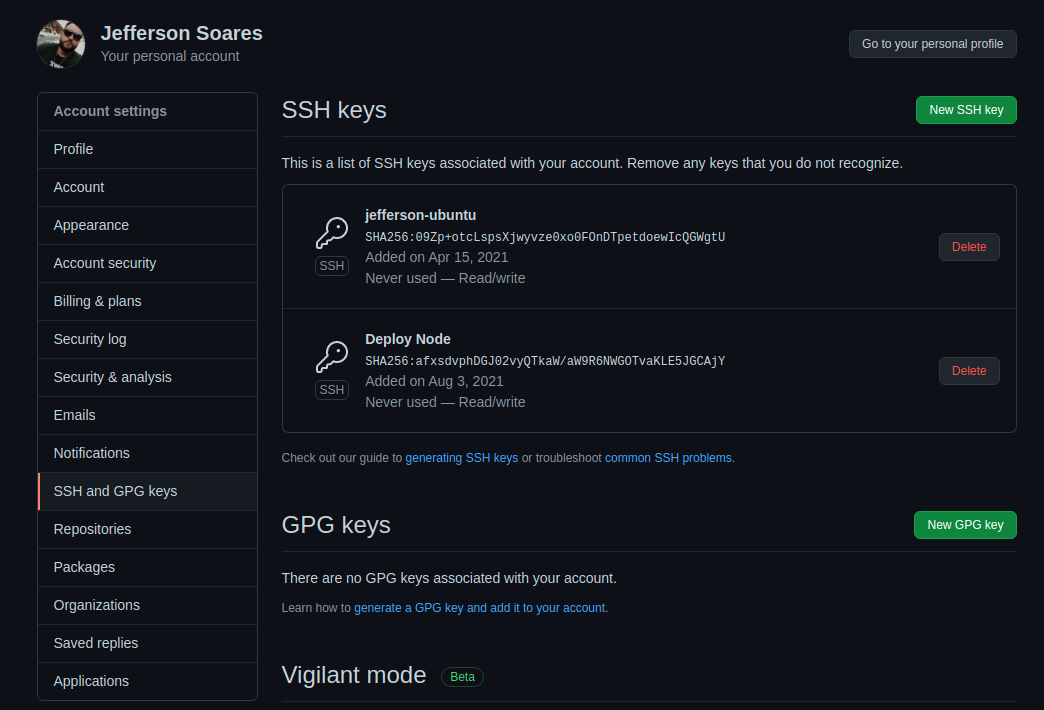 Jefferson Soares
Your personal account
Go to your personal profile
Account settings
Profile
Account
Appearance
Account security
Billing & plans
Security log
Security & analysis
Emails
Notifications
SSH and GPG keys
Repositories
Packages
Organizations
Saved replies
Applications
SSH keys
New SSH key
This is a list of SSH keys associated with your account. Remove any keys that you do not recognize.
jefferson-ubuntu
SHA256:09Zp+otcLspsXjwyvze0xo0FOnDTpetdoewIcQGWgtU
Added on Apr 15, 2021
Never used — Read/write
SSH
Delete
Deploy Node
SHA256:afxsdvphDGJ02vyQTkaW/aW9R6NWGOTvaKLE5JGCAjY
Added on Aug 3, 2021
Never used — Read/write
SSH
Delete
Check out our guide to generating SSH keys or troubleshoot common SSH problems.
GPG keys
New GPG key
There are no GPG keys associated with your account.
Learn how to generate a GPG key and add it to your account.
Vigilant mode
Beta